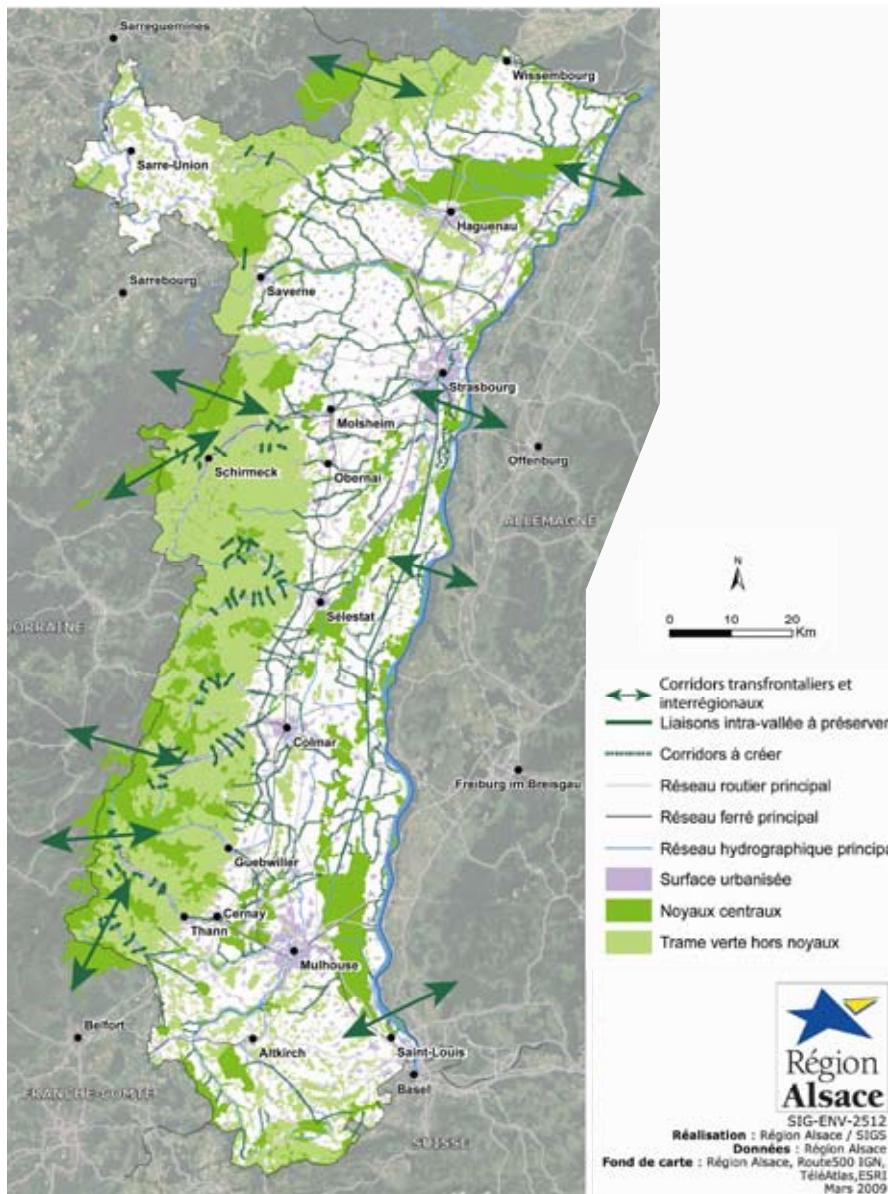 Sarreguemines
Wissembourg
Sarre-Union
Haguenau
Sarrebourg
Saverne
Strasbourg
Molsheim
Schirmeck
Obernai
Offenburg
ALLEMAGNE
Sélestat
LORRAINE
Colmar
Freiburg im Breisgau
Guebwiller
Cernay
Thann
Mulhouse
Belfort
Altkirch
Saint-Louis
Basel
FRANCHE-COMTE
SUISSE
N
0 10 20
Km
Corridors transfrontaliers et
interrégionaux
Liaisons intra-vallée à préserver
Corridors à créer
Réseau routier principal
Réseau ferré principal
Réseau hydrographique principa
Surface urbanisée
Noyaux centraux
Trame verte hors noyaux
Région
Alsace
SIG-ENV-2512
Réalisation : Région Alsace / SIGS
Données : Région Alsace
Fond de carte : Région Alsace, Route500 IGN,
TéléAtlas,ESRI
Mars 2009